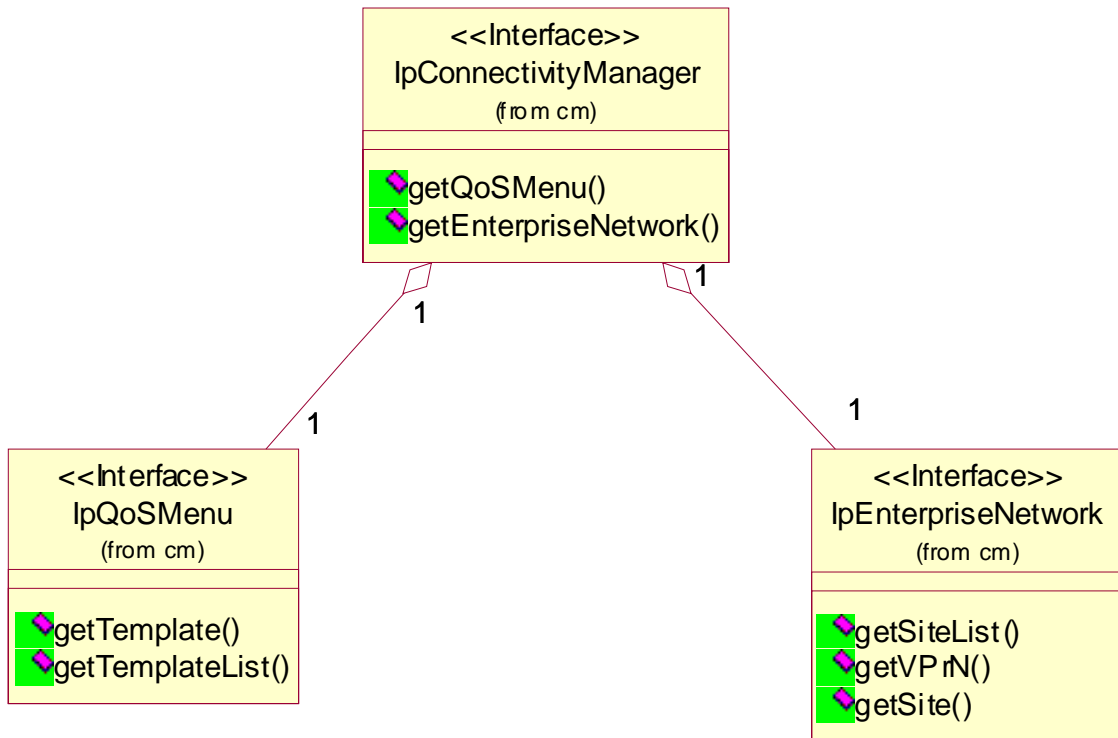 <<Interface>>
IpConnectivityManager
(from cm)
getQoSMenu()
getEnterpriseNetwork()
1
1
1
1
<<Interface>>
IpQoSMenu
(from cm)
getTemplate()
getTemplateList()
<<Interface>>
IpEnterpriseNetwork
(from cm)
getSiteList()
getVPrN()
getSite()